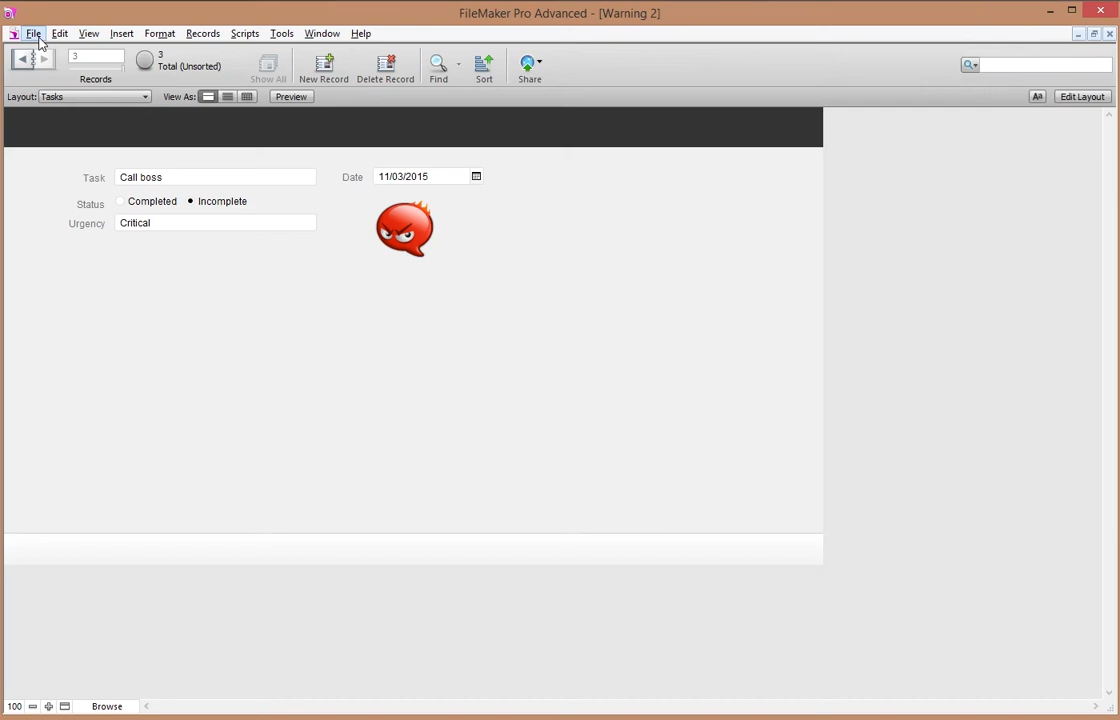 FileMaker Pro Advanced - [Warning 2]
File Edit View Insert Format Records Scripts Tools Window Help
3
3
Total (Unsorted)
Records
Show All
New Record
Delete Record
Find
Sort
Share
Layout: Tasks
View As:
Preview
Aa
Edit Layout
Task Call boss
Date 11/03/2015
Status Completed Incomplete
Urgency Critical
100
Browse